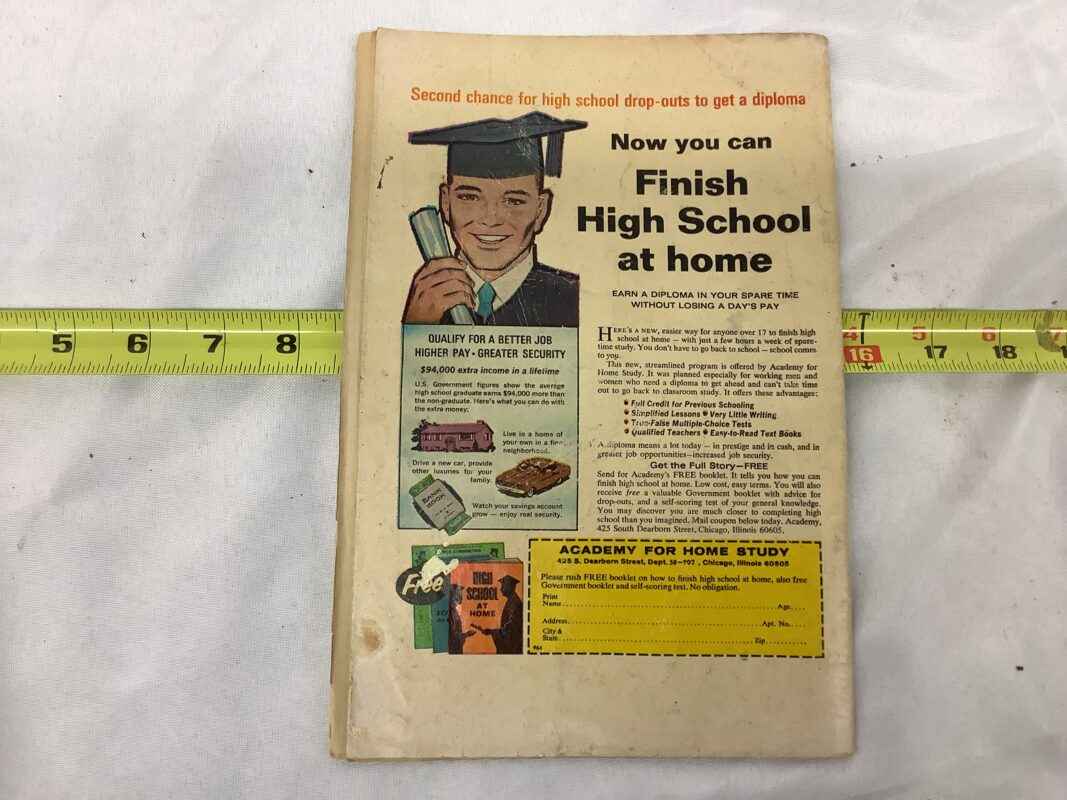 Second chance for high school drop-outs to get a diploma
Now you can
Finish
High School
at home
EARN A DIPLOMA IN YOUR SPARE TIME
WITHOUT LOSING A DAY'S PAY
QUALIFY FOR A BETTER JOB
HIGHER PAY • GREATER SECURITY
$94,000 extra income in a lifetime
U.S. Government figures show the average
high school graduate earns $94,000 more than
the non-graduate. Here's what you can do with
the extra money:
Live in a home of
your own in a fine
neighborhood.
Drive a new car, provide
other luxuries for your
family.
BANK
BOOK
Watch your savings account
grow — enjoy real security.
HERE'S A NEW, easier way for anyone over 17 to finish high
school at home — with just a few hours a week of spare-
time study. You don't have to go back to school — school comes
to you.
This new, streamlined program is offered by Academy for
Home Study. It was planned especially for working men and
women who need a diploma to get ahead and can't take time
out to go back to classroom study. It offers these advantages:
• Full Credit for Previous Schooling
• Simplified Lessons • Very Little Writing
• True-False Multiple-Choice Tests
• Qualified Teachers • Easy-to-Read Text Books
A diploma means a lot today — in prestige and in cash, and in
greater job opportunities—increased job security.
Get the Full Story—FREE
Send for Academy's FREE booklet. It tells you how you can
finish high school at home. Low cost, easy terms. You will also
receive free a valuable Government booklet with advice for
drop-outs, and a self-scoring test of your general knowledge.
You may discover you are much closer to completing high
school than you imagined. Mail coupon below today. Academy,
425 South Dearborn Street, Chicago, Illinois 60605.
Free
HIGH
SCHOOL
AT
HOME
ACADEMY FOR HOME STUDY
425 S. Dearborn Street, Dept. , Chicago, Illinois 60605
Please rush FREE booklet on how to finish high school at home, also free
Government booklet and self-scoring test. No obligation.
Print
Name Age
Address Apt. No.
City &
State Zip
5 6 7 8
4 5 6 7
16 17 18